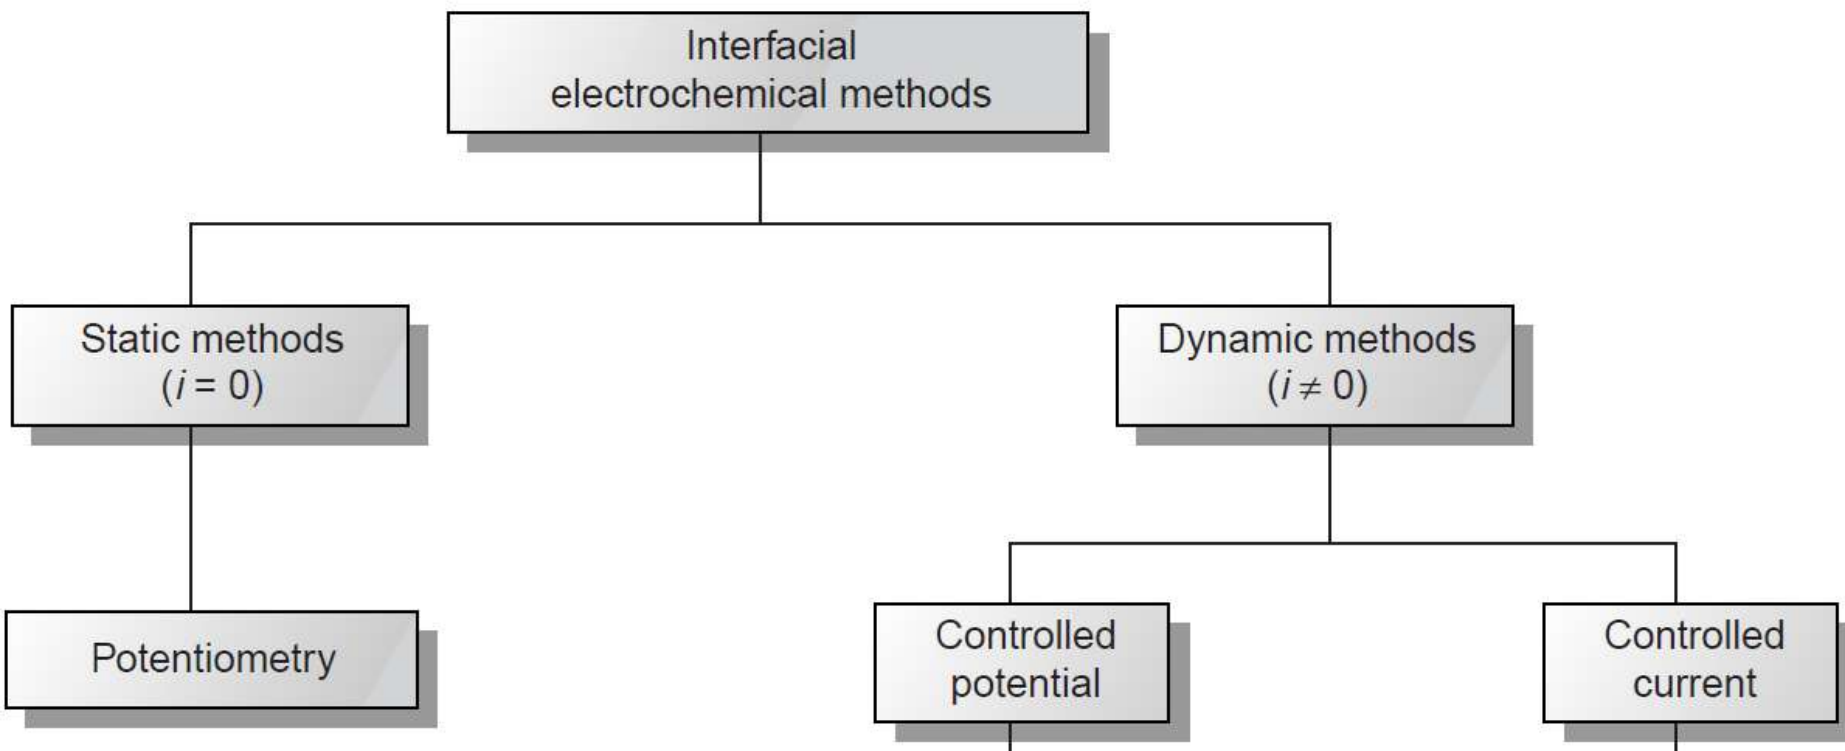 Interfacial
electrochemical methods
Static methods
(i = 0)
Dynamic methods
(i ≠ 0)
Potentiometry
Controlled
potential
Controlled
current